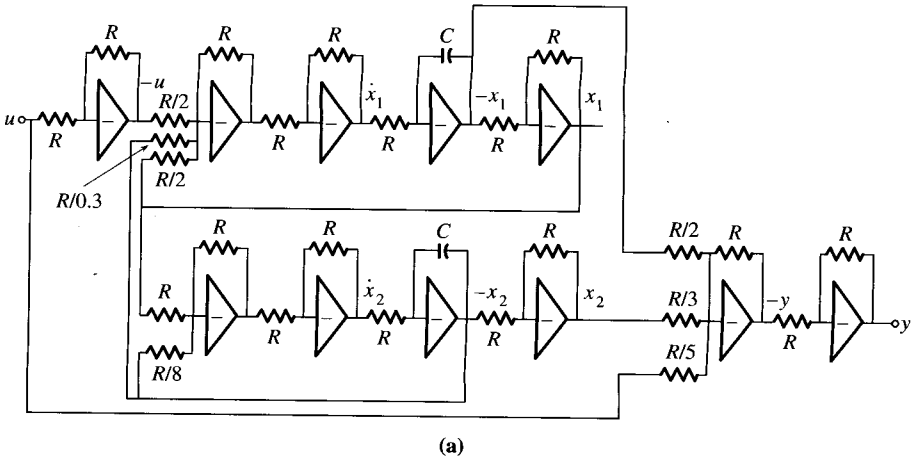 R R R C R
−u ẋ₁ −x₁ x₁
R/2
u
R R R R R
R/2
R/0.3
R R C R R/2 R R
ẋ₂ −x₂ x₂ −y
R R R R R/3 R y
R/8 R/5
(a)